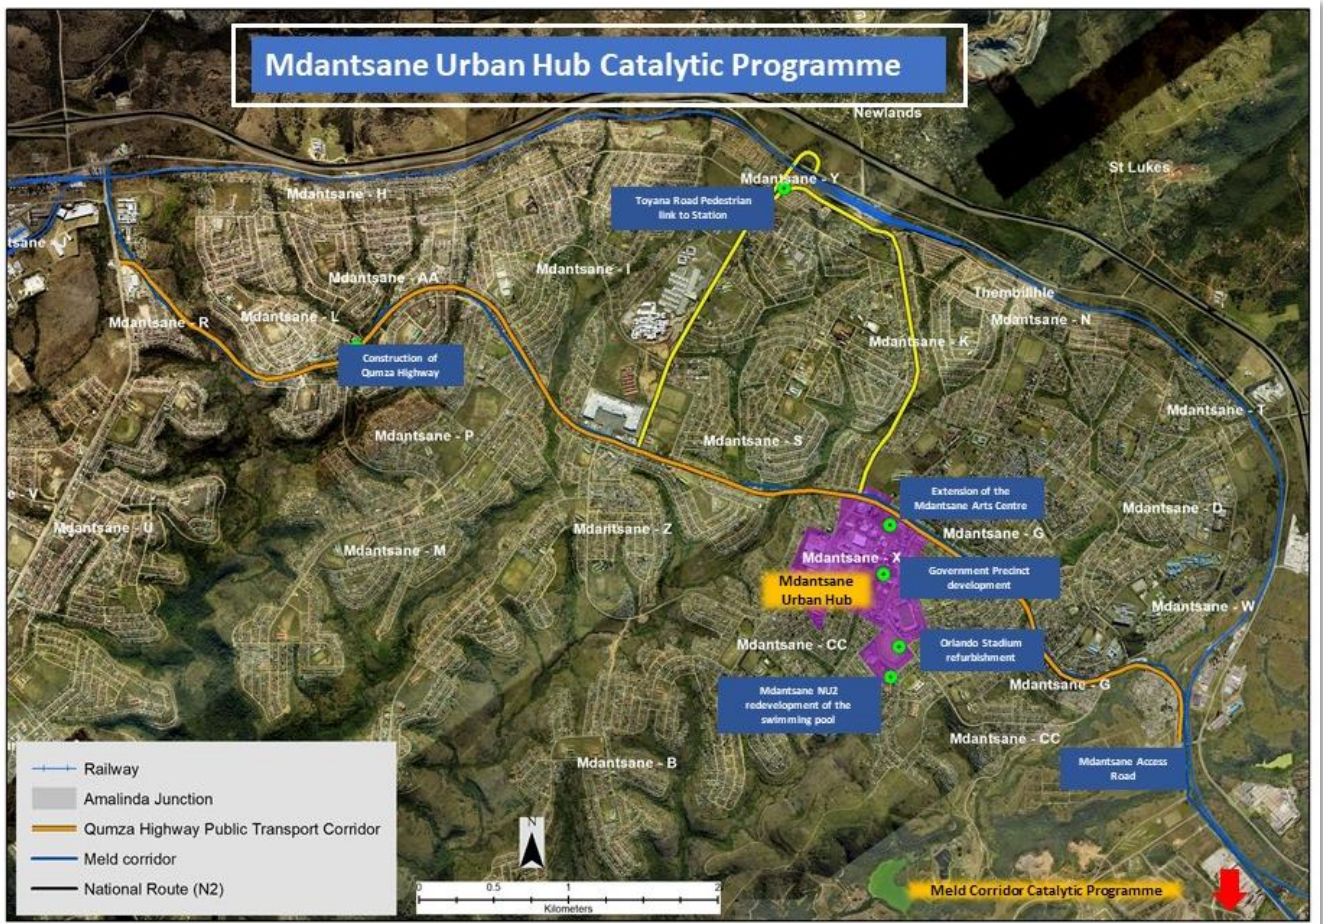 Mdantsane Urban Hub Catalytic Programme
Newlands
St Lukes
Mdantsane - Y
Mdantsane - H
Toyana Road Pedestrian
link to Station
tsane - J
Mdantsane - I
Mdantsane - AA
Thembilihle
Mdantsane - R
Mdantsane - L
Mdantsane - N
Mdantsane - K
Construction of
Qumza Highway
Mdantsane - T
Mdantsane - P
Mdantsane - S
e - V
Extension of the
Mdantsane Arts Centre
Mdantsane - D
Mdantsane - U
Mdantsane - Z
Mdantsane - G
Mdantsane - M
Mdantsane - X
Government Precinct
development
Mdantsane
Urban Hub
Mdantsane - W
Mdantsane - CC
Orlando Stadium
refurbishment
Mdantsane - G
Mdantsane NU2
redevelopment of the
swimming pool
Mdantsane - CC
Mdantsane - B
Mdantsane Access
Road
Railway
Amalinda Junction
Qumza Highway Public Transport Corridor
Meld corridor
National Route (N2)
N
0 0.5 1 2
Kilometers
Meld Corridor Catalytic Programme